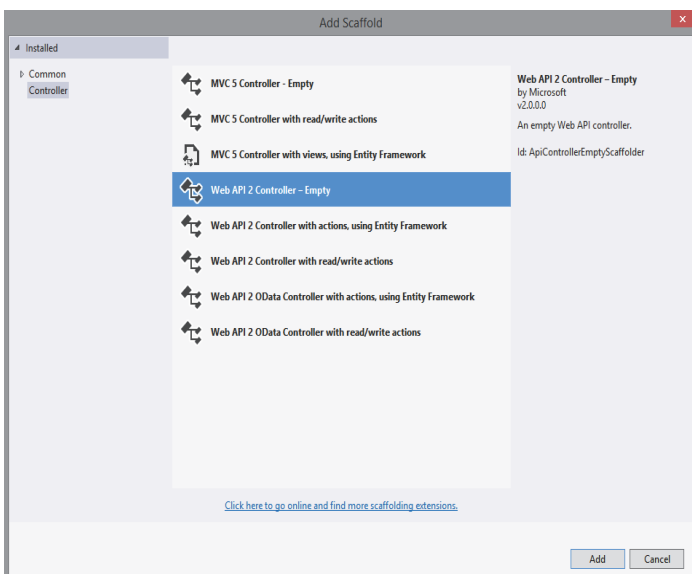 Add Scaffold
x
Installed
Common
Controller
MVC 5 Controller - Empty
MVC 5 Controller with read/write actions
MVC 5 Controller with views, using Entity Framework
Web API 2 Controller – Empty
Web API 2 Controller with actions, using Entity Framework
Web API 2 Controller with read/write actions
Web API 2 OData Controller with actions, using Entity Framework
Web API 2 OData Controller with read/write actions
Click here to go online and find more scaffolding extensions.
Web API 2 Controller – Empty
by Microsoft
v2.0.0.0
An empty Web API controller.
Id: ApiControllerEmptyScaffolder
Add
Cancel